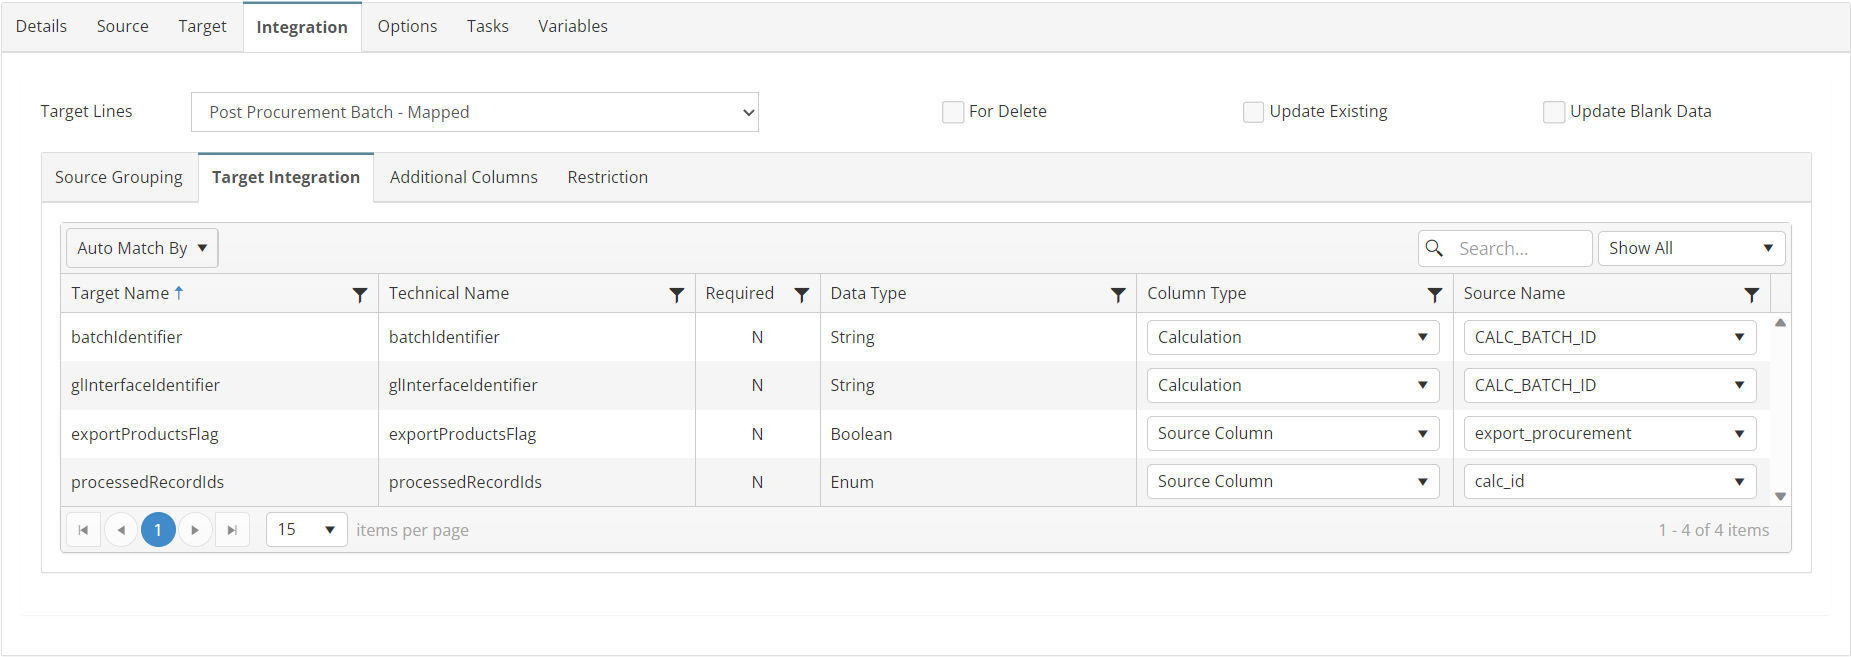 Details Source Target Integration Options Tasks Variables
Target Lines Post Procurement Batch - Mapped For Delete Update Existing Update Blank Data
Source Grouping Target Integration Additional Columns Restriction
Auto Match By Search... Show All
Target Name Technical Name Required Data Type Column Type Source Name
batchIdentifier batchIdentifier N String Calculation CALC_BATCH_ID
glInterfaceIdentifier glInterfaceIdentifier N String Calculation CALC_BATCH_ID
exportProductsFlag exportProductsFlag N Boolean Source Column export_procurement
processedRecordIds processedRecordIds N Enum Source Column calc_id
1 15 items per page 1 - 4 of 4 items